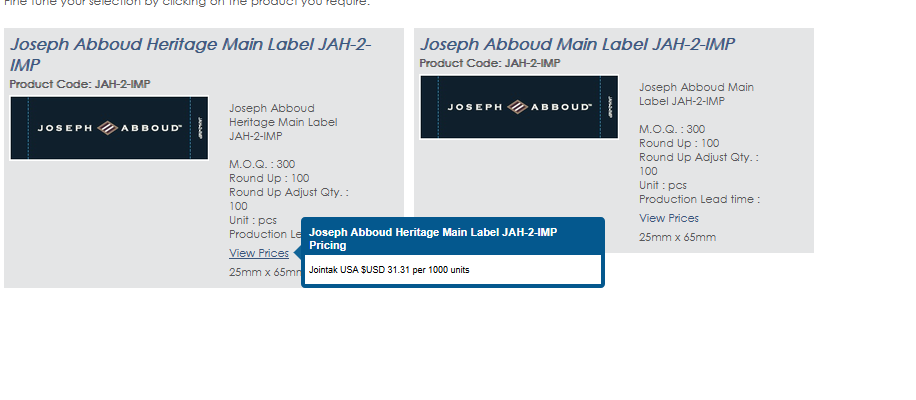 Fine tune your selection by clicking on the product you require.
Joseph Abboud Heritage Main Label JAH-2-
IMP
Product Code: JAH-2-IMP
JOSEPH ABBOUD™
Joseph Abboud
Heritage Main Label
JAH-2-IMP
M.O.Q. : 300
Round Up : 100
Round Up Adjust Qty. :
100
Unit : pcs
Production Le
View Prices
25mm x 65mm
Joseph Abboud Heritage Main Label JAH-2-IMP
Pricing
Jointak USA $USD 31.31 per 1000 units
Joseph Abboud Main Label JAH-2-IMP
Product Code: JAH-2-IMP
JOSEPH ABBOUD™
Joseph Abboud Main
Label JAH-2-IMP
M.O.Q. : 300
Round Up : 100
Round Up Adjust Qty. :
100
Unit : pcs
Production Lead time :
View Prices
25mm x 65mm